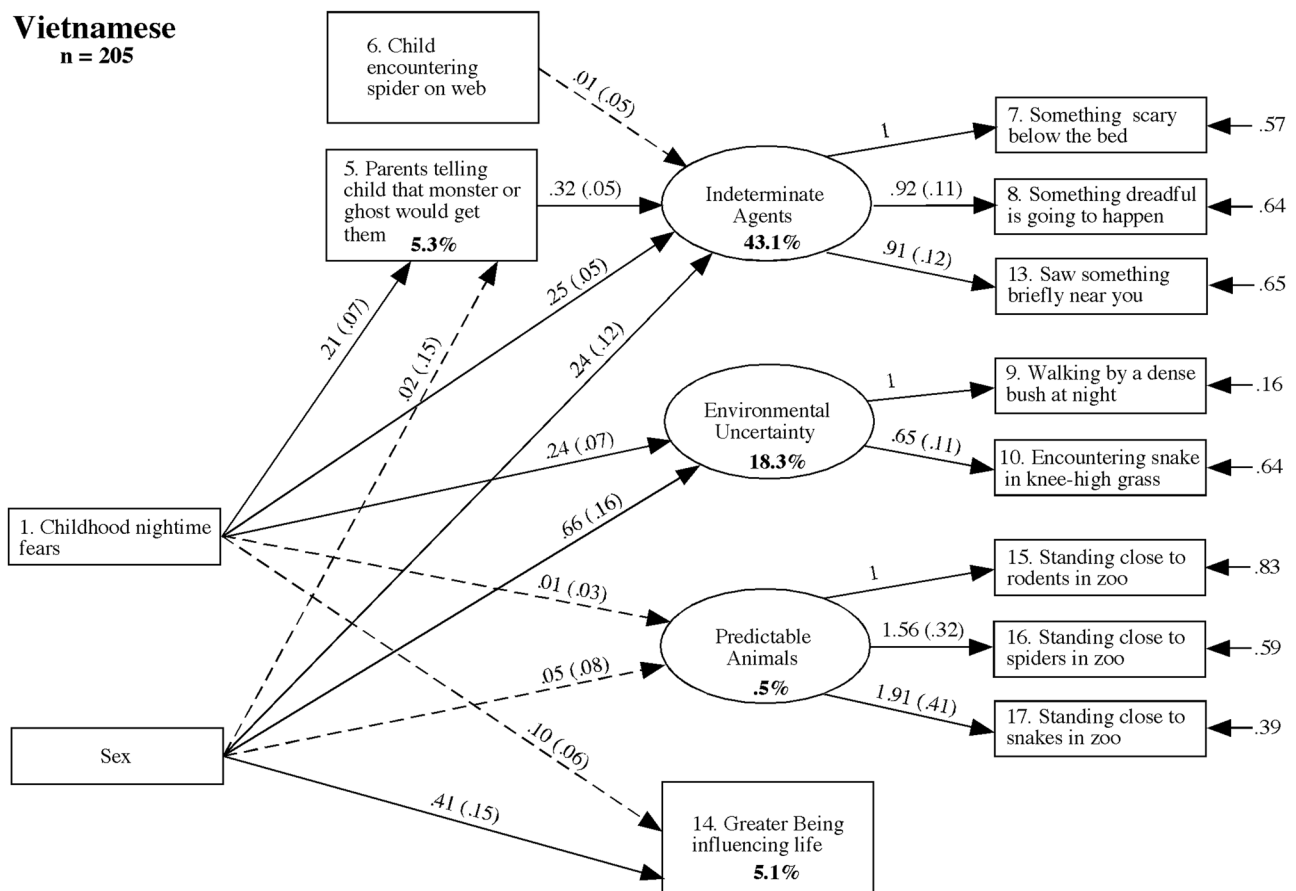 Vietnamese
n = 205
6. Child
encountering
spider on web
.01 (.05)
5. Parents telling
child that monster or
ghost would get
them
5.3%
.32 (.05)
Indeterminate
Agents
43.1%
1
7. Something scary
below the bed
.57
.92 (.11)
8. Something dreadful
is going to happen
.64
.91 (.12)
13. Saw something
briefly near you
.65
.21 (.07)
.02 (.15)
.25 (.05)
.24 (.12)
Environmental
Uncertainty
18.3%
1
9. Walking by a dense
bush at night
.16
.65 (.11)
10. Encountering snake
in knee-high grass
.64
.24 (.07)
.66 (.16)
1. Childhood nightime
fears
.01 (.03)
Predictable
Animals
.5%
1
15. Standing close to
rodents in zoo
.83
1.56 (.32)
16. Standing close to
spiders in zoo
.59
1.91 (.41)
17. Standing close to
snakes in zoo
.39
.05 (.08)
Sex
.10 (.06)
.41 (.15)
14. Greater Being
influencing life
5.1%